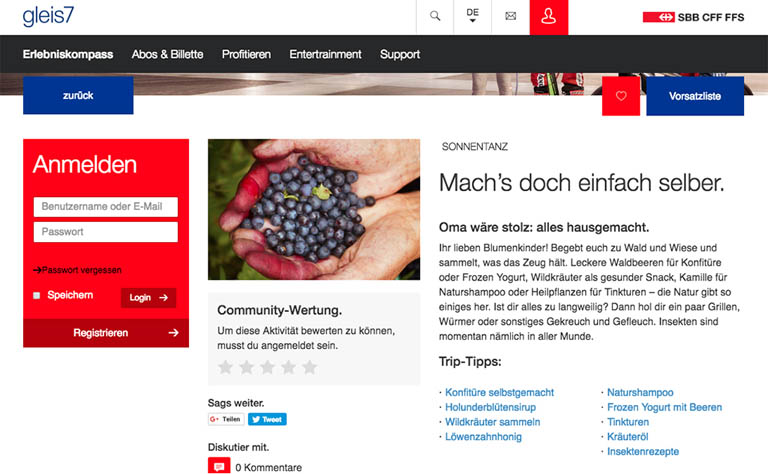 gleis7
DE
SBB CFF FFS
Erlebniskompass Abos & Billette Profitieren Entertrainment Support
zurück
Vorsatzliste
Anmelden
Benutzername oder E-Mail
Passwort
Passwort vergessen
Speichern
Login
Registrieren
Community-Wertung.
Um diese Aktivität bewerten zu können,
musst du angemeldet sein.
Sags weiter.
G+ Teilen Tweet
Diskutier mit.
0 Kommentare
SONNENTANZ
Mach's doch einfach selber.
Oma wäre stolz: alles hausgemacht.
Ihr lieben Blumenkinder! Begebt euch zu Wald und Wiese und
sammelt, was das Zeug hält. Leckere Waldbeeren für Konfitüre
oder Frozen Yogurt, Wildkräuter als gesunder Snack, Kamille für
Naturshampoo oder Heilpflanzen für Tinkturen – die Natur gibt so
einiges her. Ist dir alles zu langweilig? Dann hol dir ein paar Grillen,
Würmer oder sonstiges Gekreuch und Gefleuch. Insekten sind
momentan nämlich in aller Munde.
Trip-Tipps:
· Konfitüre selbstgemacht
· Holunderblütensirup
· Wildkräuter sammeln
· Löwenzahnhonig
· Naturshampoo
· Frozen Yogurt mit Beeren
· Tinkturen
· Kräuteröl
· Insektenrezepte